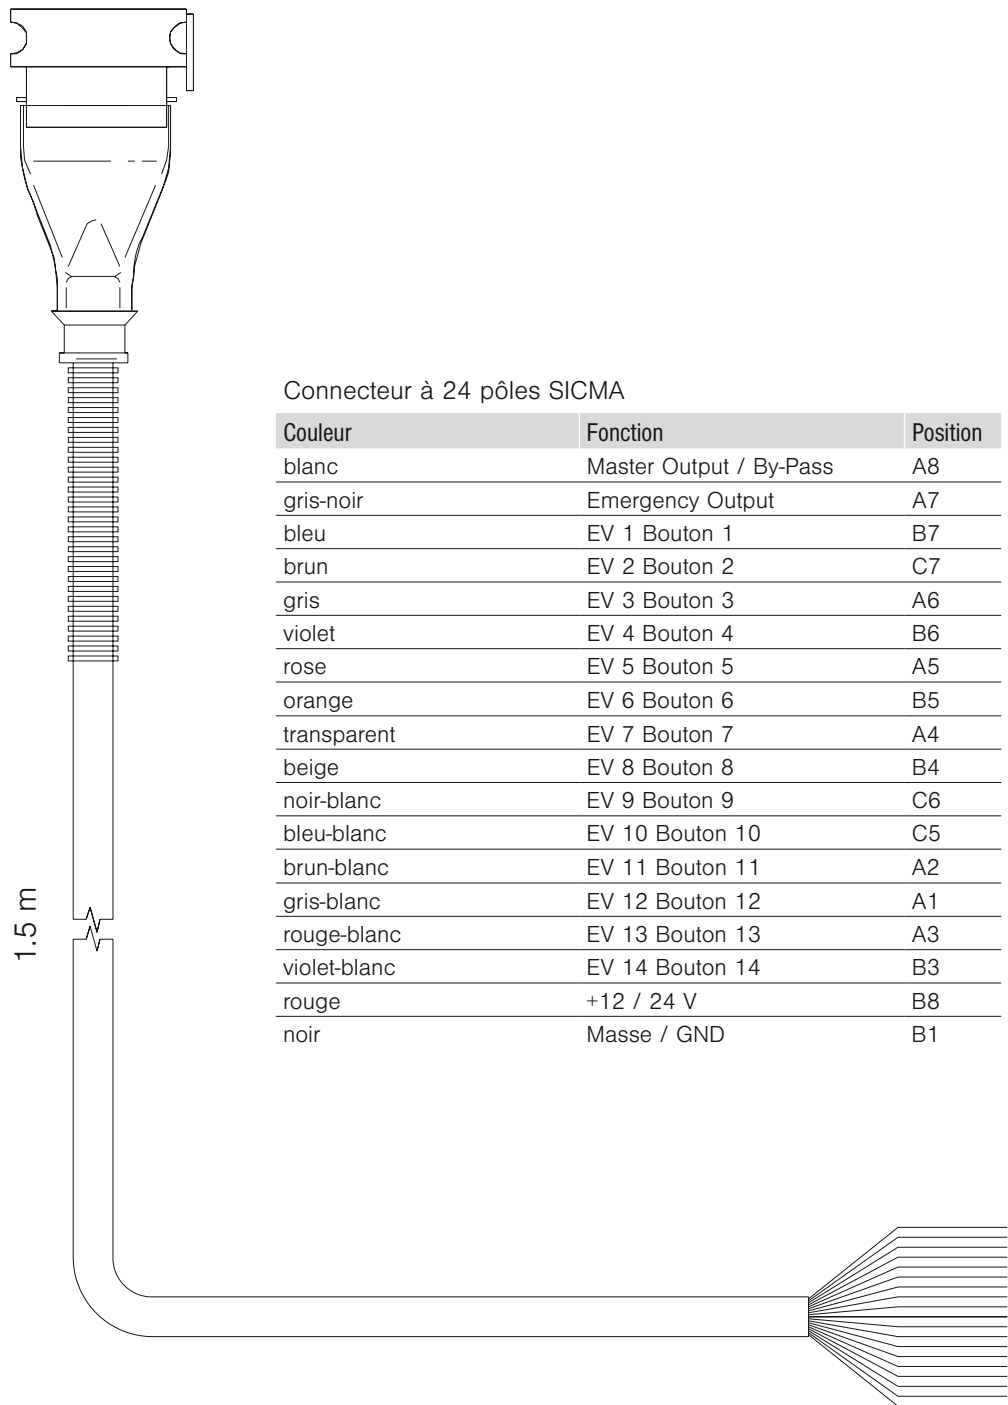 Connecteur à 24 pôles SICMA
Couleur Fonction Position
blanc Master Output / By-Pass A8
gris-noir Emergency Output A7
bleu EV 1 Bouton 1 B7
brun EV 2 Bouton 2 C7
gris EV 3 Bouton 3 A6
violet EV 4 Bouton 4 B6
rose EV 5 Bouton 5 A5
orange EV 6 Bouton 6 B5
transparent EV 7 Bouton 7 A4
beige EV 8 Bouton 8 B4
noir-blanc EV 9 Bouton 9 C6
bleu-blanc EV 10 Bouton 10 C5
brun-blanc EV 11 Bouton 11 A2
gris-blanc EV 12 Bouton 12 A1
rouge-blanc EV 13 Bouton 13 A3
violet-blanc EV 14 Bouton 14 B3
rouge +12 / 24 V B8
noir Masse / GND B1
1.5 m